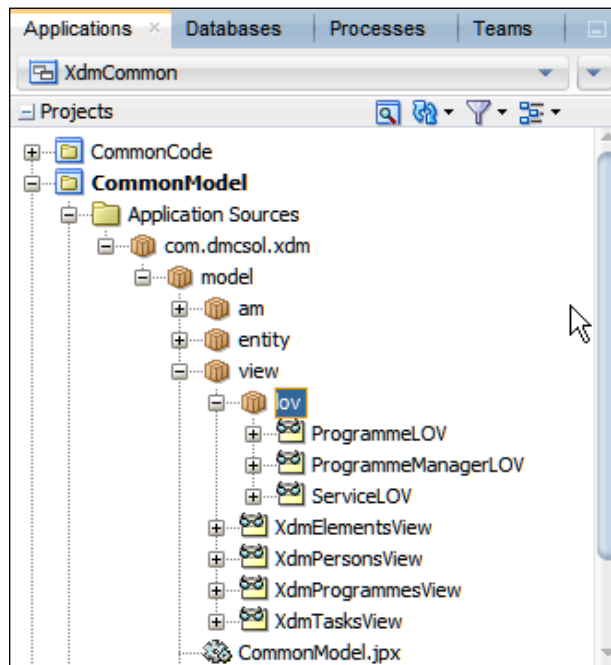 Applications Databases Processes Teams
XdmCommon
Projects
CommonCode
CommonModel
Application Sources
com.dmcsol.xdm
model
am
entity
view
lov
ProgrammeLOV
ProgrammeManagerLOV
ServiceLOV
XdmElementsView
XdmPersonsView
XdmProgrammesView
XdmTasksView
CommonModel.jpx